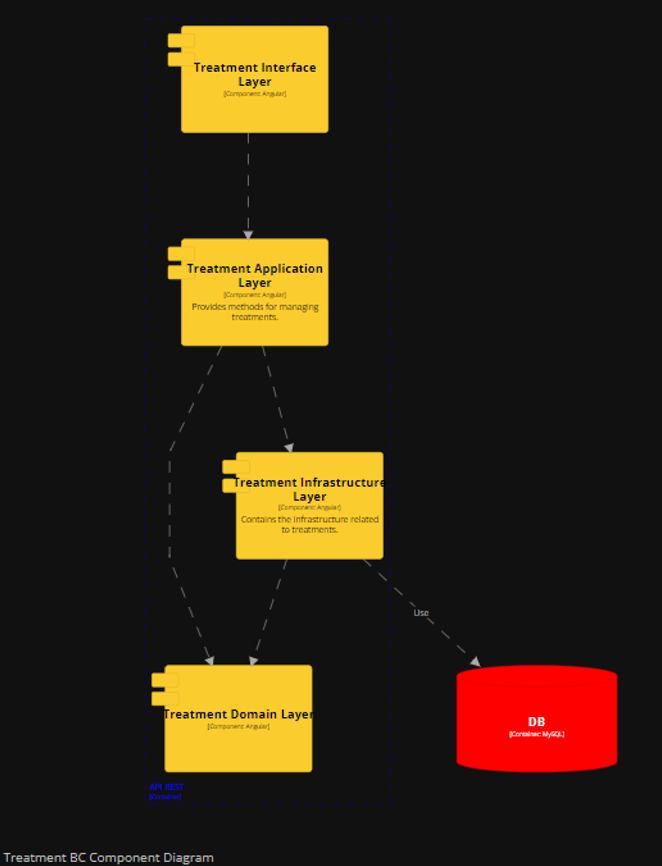 Treatment Interface
Layer
[Component: Angular]
Treatment Application
Layer
[Component: Angular]
Provides methods for managing
treatments.
Treatment Infrastructure
Layer
[Component: Angular]
Contains the infrastructure related
to treatments.
Use
Treatment Domain Layer
[Component: Angular]
DB
[Container: MySQL]
API REST
[Container]
Treatment BC Component Diagram